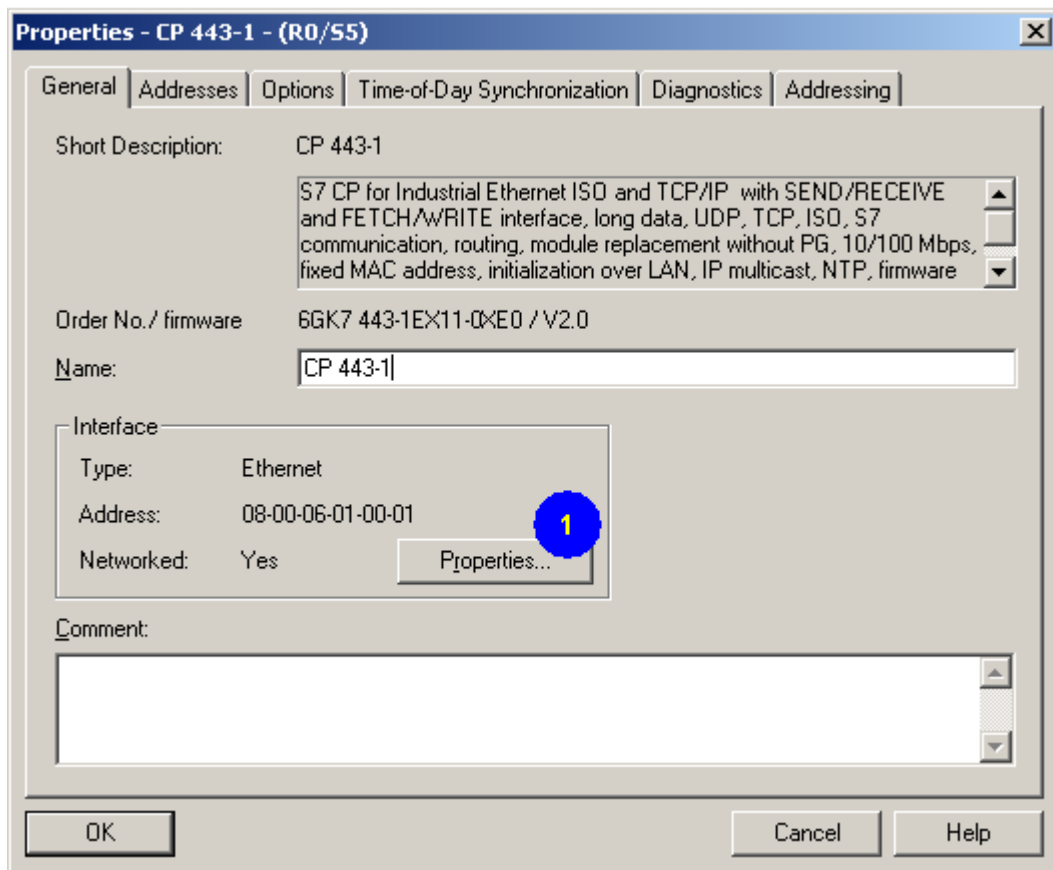 Properties - CP 443-1 - (R0/S5)
General Addresses Options Time-of-Day Synchronization Diagnostics Addressing
Short Description: CP 443-1
S7 CP for Industrial Ethernet ISO and TCP/IP with SEND/RECEIVE
and FETCH/WRITE interface, long data, UDP, TCP, ISO, S7
communication, routing, module replacement without PG, 10/100 Mbps,
fixed MAC address, initialization over LAN, IP multicast, NTP, firmware
Order No./ firmware 6GK7 443-1EX11-0XE0 / V2.0
Name: CP 443-1
Interface
Type: Ethernet
Address: 08-00-06-01-00-01
1
Networked: Yes Properties...
Comment:
OK Cancel Help